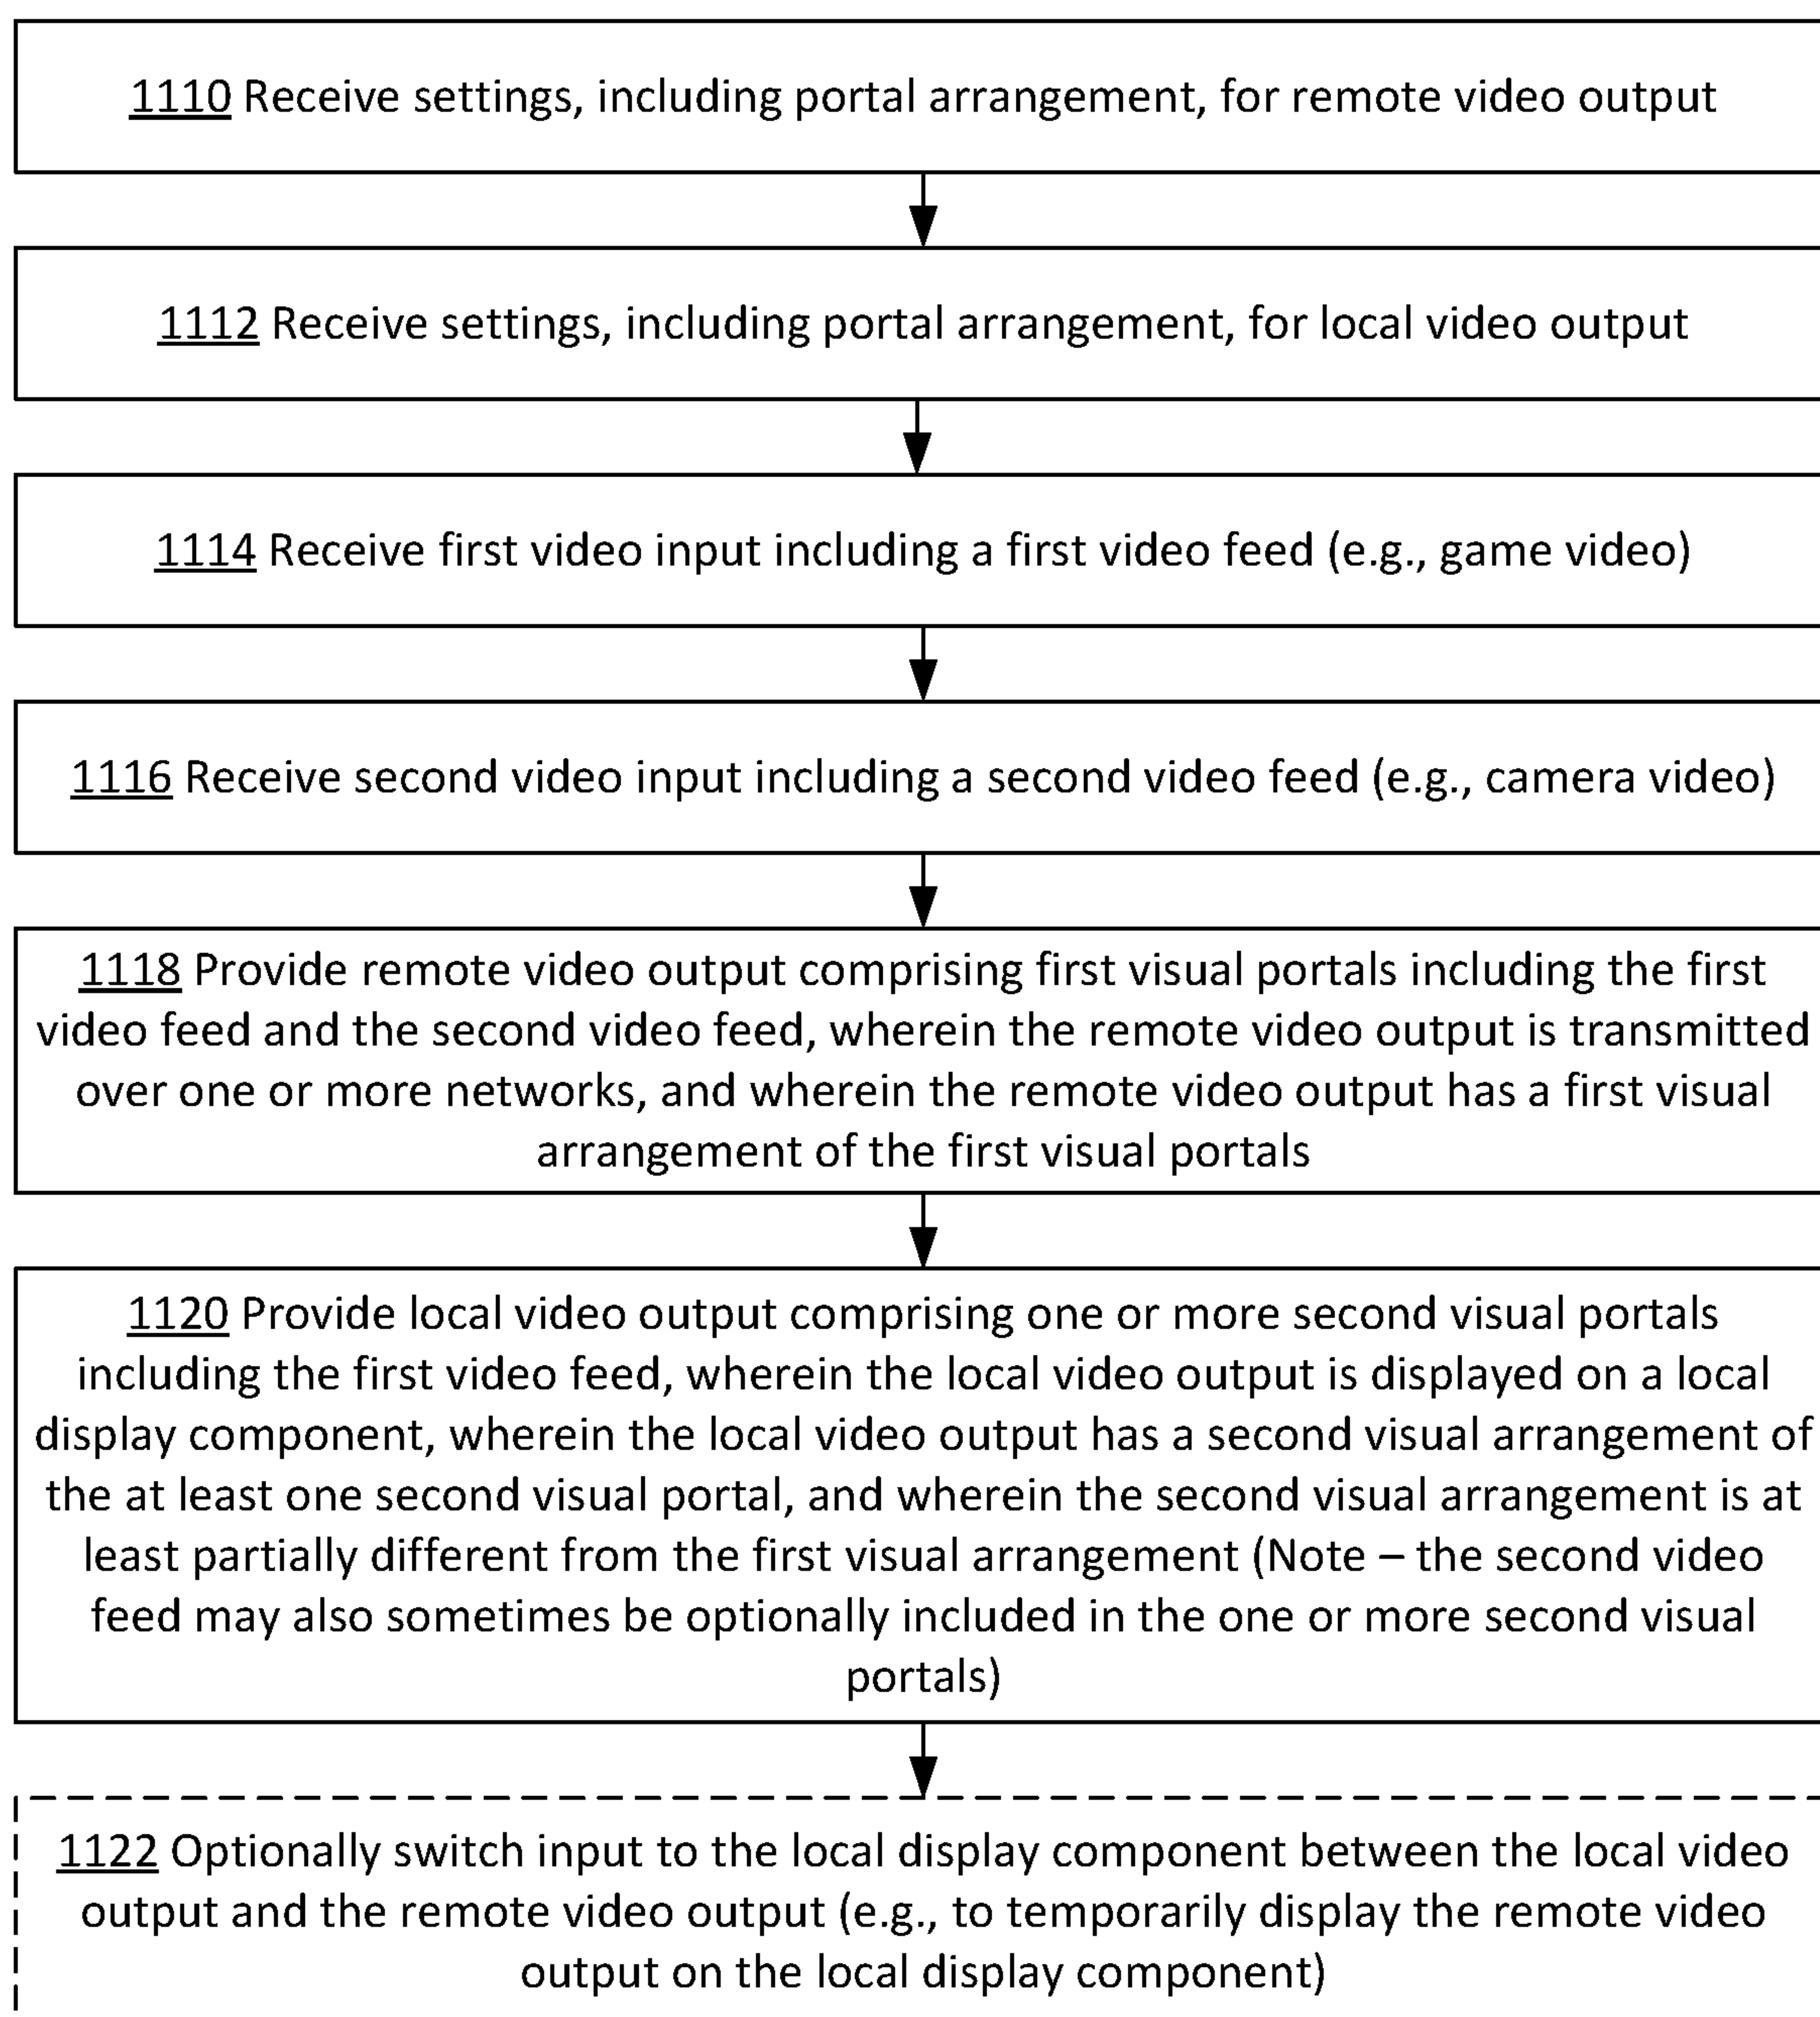 1110 Receive settings, including portal arrangement, for remote video output
1112 Receive settings, including portal arrangement, for local video output
1114 Receive first video input including a first video feed (e.g., game video)
1116 Receive second video input including a second video feed (e.g., camera video)
1118 Provide remote video output comprising first visual portals including the first
video feed and the second video feed, wherein the remote video output is transmitted
over one or more networks, and wherein the remote video output has a first visual
arrangement of the first visual portals
1120 Provide local video output comprising one or more second visual portals
including the first video feed, wherein the local video output is displayed on a local
display component, wherein the local video output has a second visual arrangement of
the at least one second visual portal, and wherein the second visual arrangement is at
least partially different from the first visual arrangement (Note – the second video
feed may also sometimes be optionally included in the one or more second visual
portals)
1122 Optionally switch input to the local display component between the local video
output and the remote video output (e.g., to temporarily display the remote video
output on the local display component)